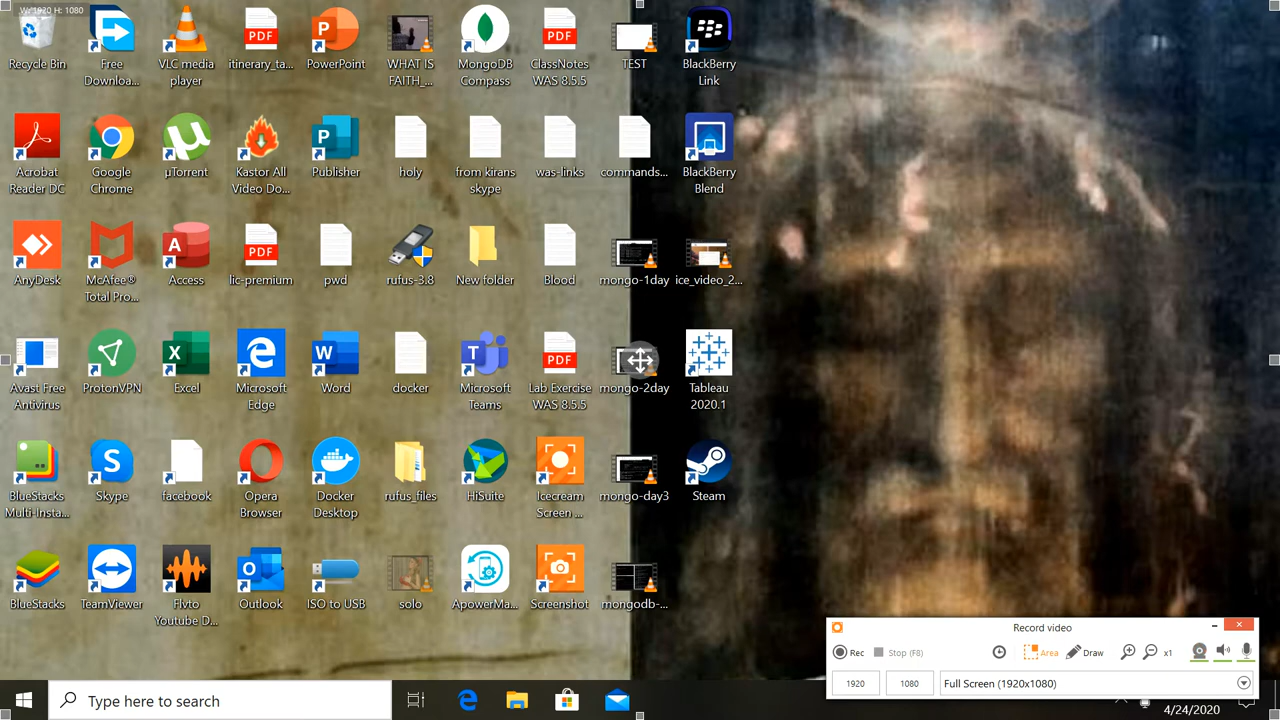 W: 1920 H: 1080
Recycle Bin
Free
Downloa...
VLC media
player
itinerary_ta...
PowerPoint
WHAT IS
FAITH_...
MongoDB
Compass
ClassNotes
WAS 8.5.5
TEST
BlackBerry
Link
Acrobat
Reader DC
Google
Chrome
µTorrent
Kastor All
Video Do...
Publisher
holy
from kirans
skype
was-links
commands...
BlackBerry
Blend
AnyDesk
McAfee®
Total Pro...
Access
lic-premium
pwd
rufus-3.8
New folder
Blood
mongo-1day
ice_video_2...
Avast Free
Antivirus
ProtonVPN
Excel
Microsoft
Edge
Word
docker
Microsoft
Teams
Lab Exercise
WAS 8.5.5
mongo-2day
Tableau
2020.1
BlueStacks
Multi-Insta...
Skype
facebook
Opera
Browser
Docker
Desktop
rufus_files
HiSuite
Icecream
Screen ...
mongo-day3
Steam
BlueStacks
TeamViewer
Flvto
Youtube D...
Outlook
ISO to USB
solo
ApowerMa...
Screenshot
mongodb-...
Record video
Rec
Stop (F8)
Area
Draw
x1
1920
1080
Full Screen (1920x1080)
Type here to search
4/24/2020